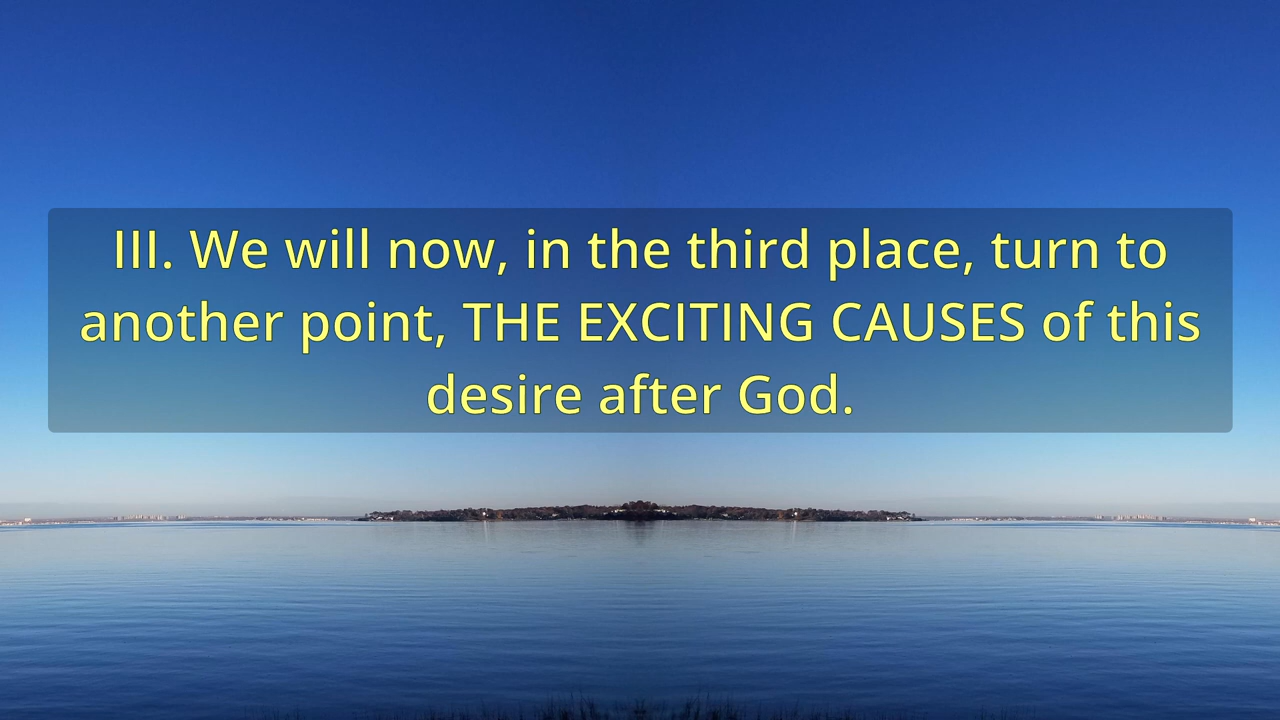 III. We will now, in the third place, turn to
another point, THE EXCITING CAUSES of this
desire after God.